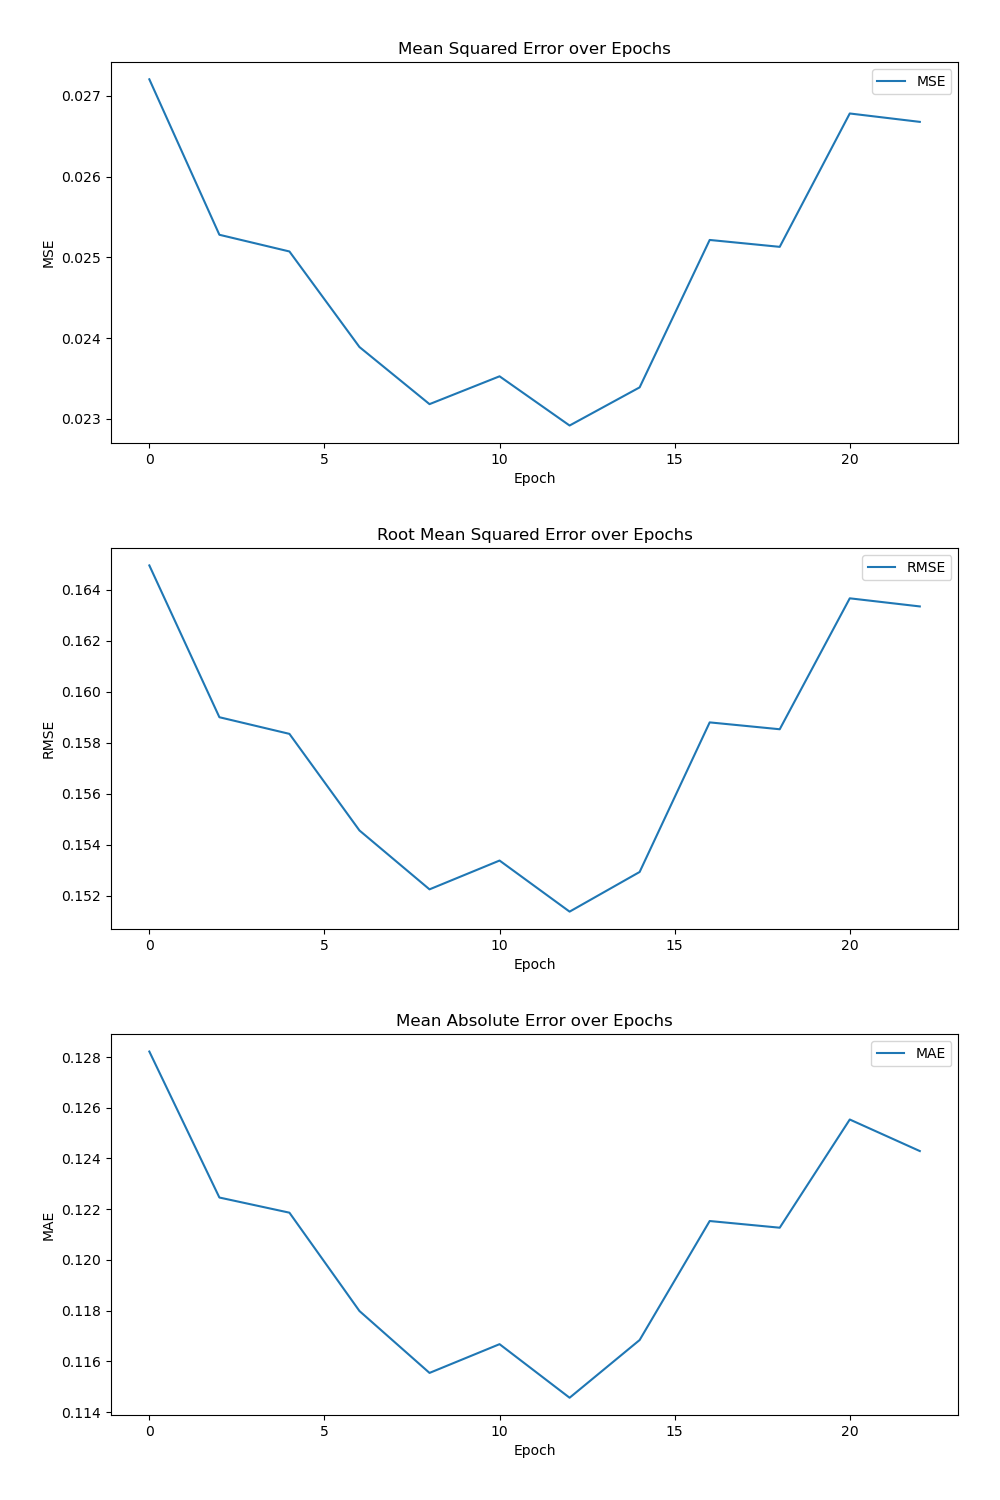 Mean Squared Error over Epochs
MSE
0.027
0.026
0.025
0.024
0.023
MSE
0 5 10 15 20
Epoch
Root Mean Squared Error over Epochs
RMSE
0.164
0.162
0.160
0.158
0.156
0.154
0.152
RMSE
0 5 10 15 20
Epoch
Mean Absolute Error over Epochs
MAE
0.128
0.126
0.124
0.122
0.120
0.118
0.116
0.114
MAE
0 5 10 15 20
Epoch